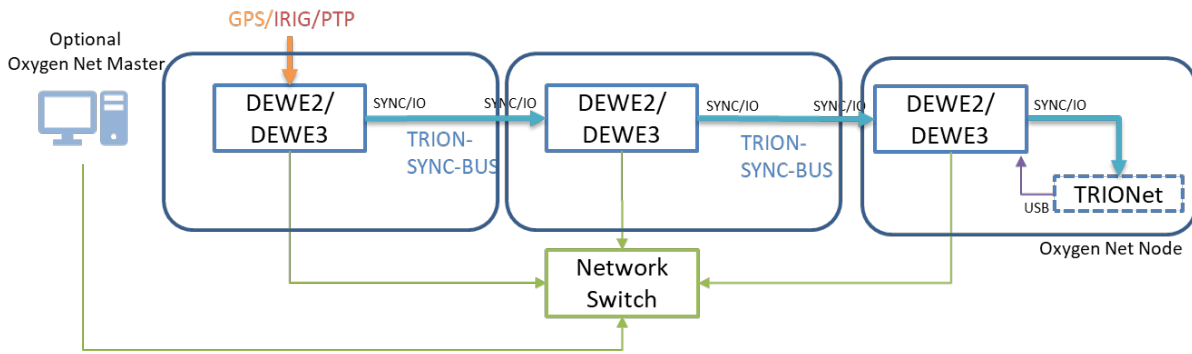 GPS/IRIG/PTP
Optional
Oxygen Net Master
DEWE2/
DEWE3
SYNC/IO
TRION-
SYNC-BUS
SYNC/IO
DEWE2/
DEWE3
SYNC/IO
TRION-
SYNC-BUS
SYNC/IO
DEWE2/
DEWE3
SYNC/IO
USB
TRIONet
Oxygen Net Node
Network
Switch